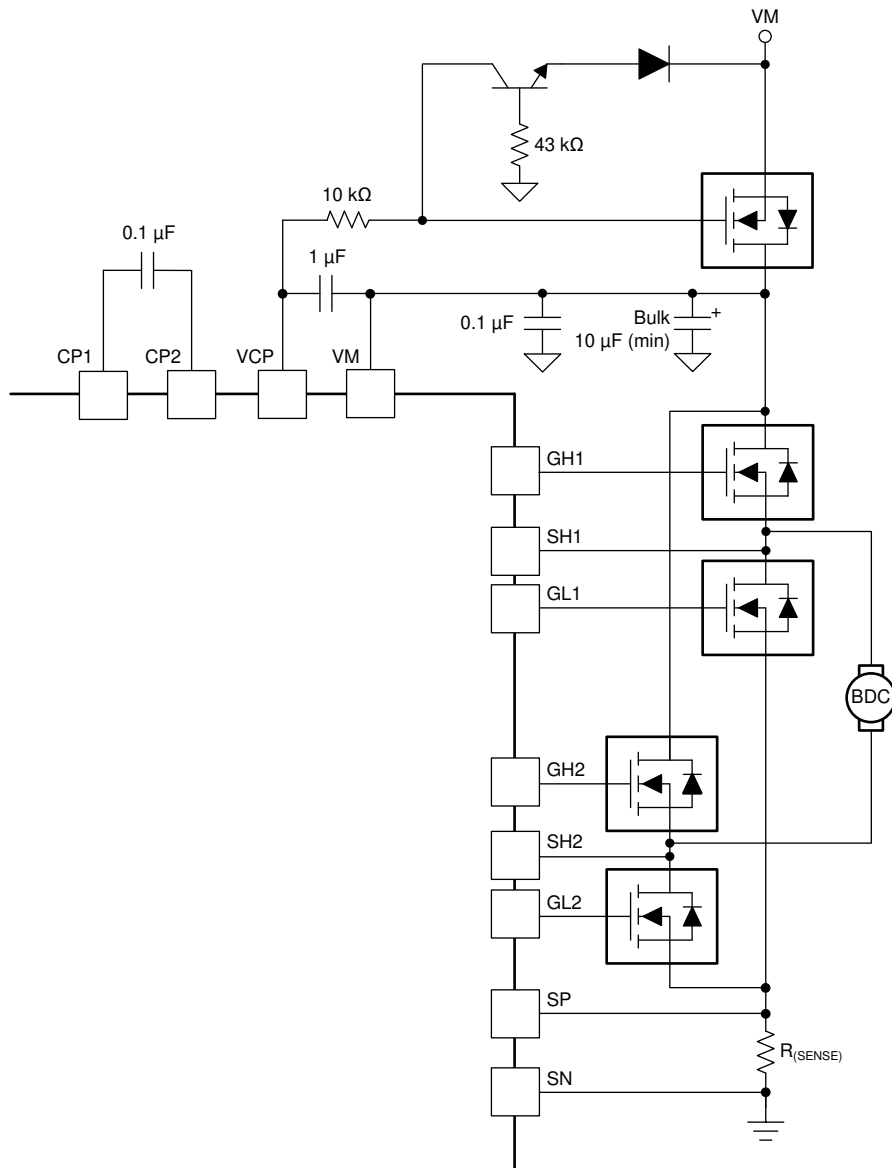 VM
43 kΩ
10 kΩ
0.1 µF
1 µF
0.1 µF
Bulk
10 µF (min)
+
CP1
CP2
VCP
VM
GH1
SH1
GL1
BDC
GH2
SH2
GL2
SP
R(SENSE)
SN